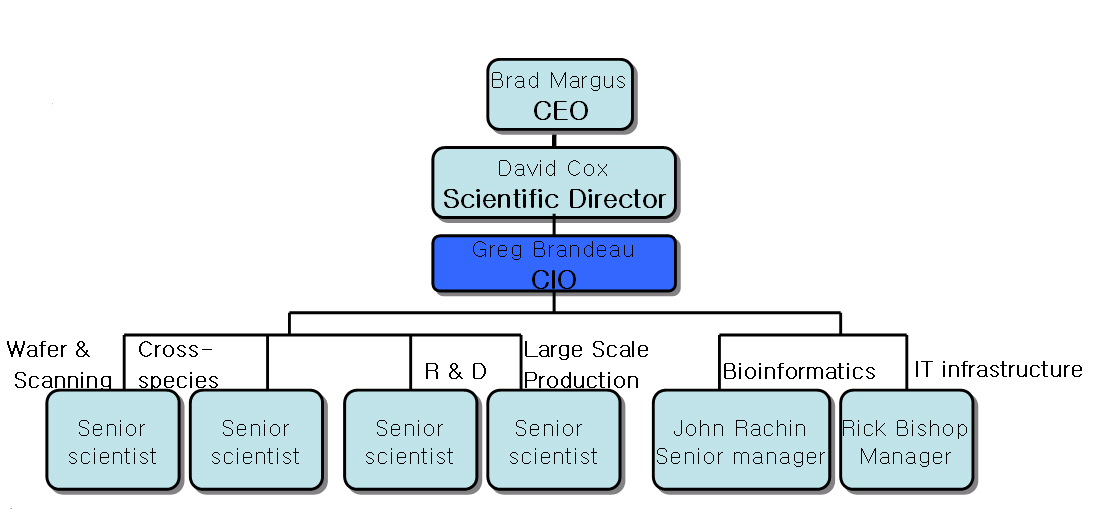 Brad Margus
CEO
David Cox
Scientific Director
Greg Brandeau
CIO
Wafer &
Scanning
Cross-
species
R & D
Large Scale
Production
Bioinformatics
IT infrastructure
Senior
scientist
Senior
scientist
Senior
scientist
Senior
scientist
John Rachin
Senior manager
Rick Bishop
Manager